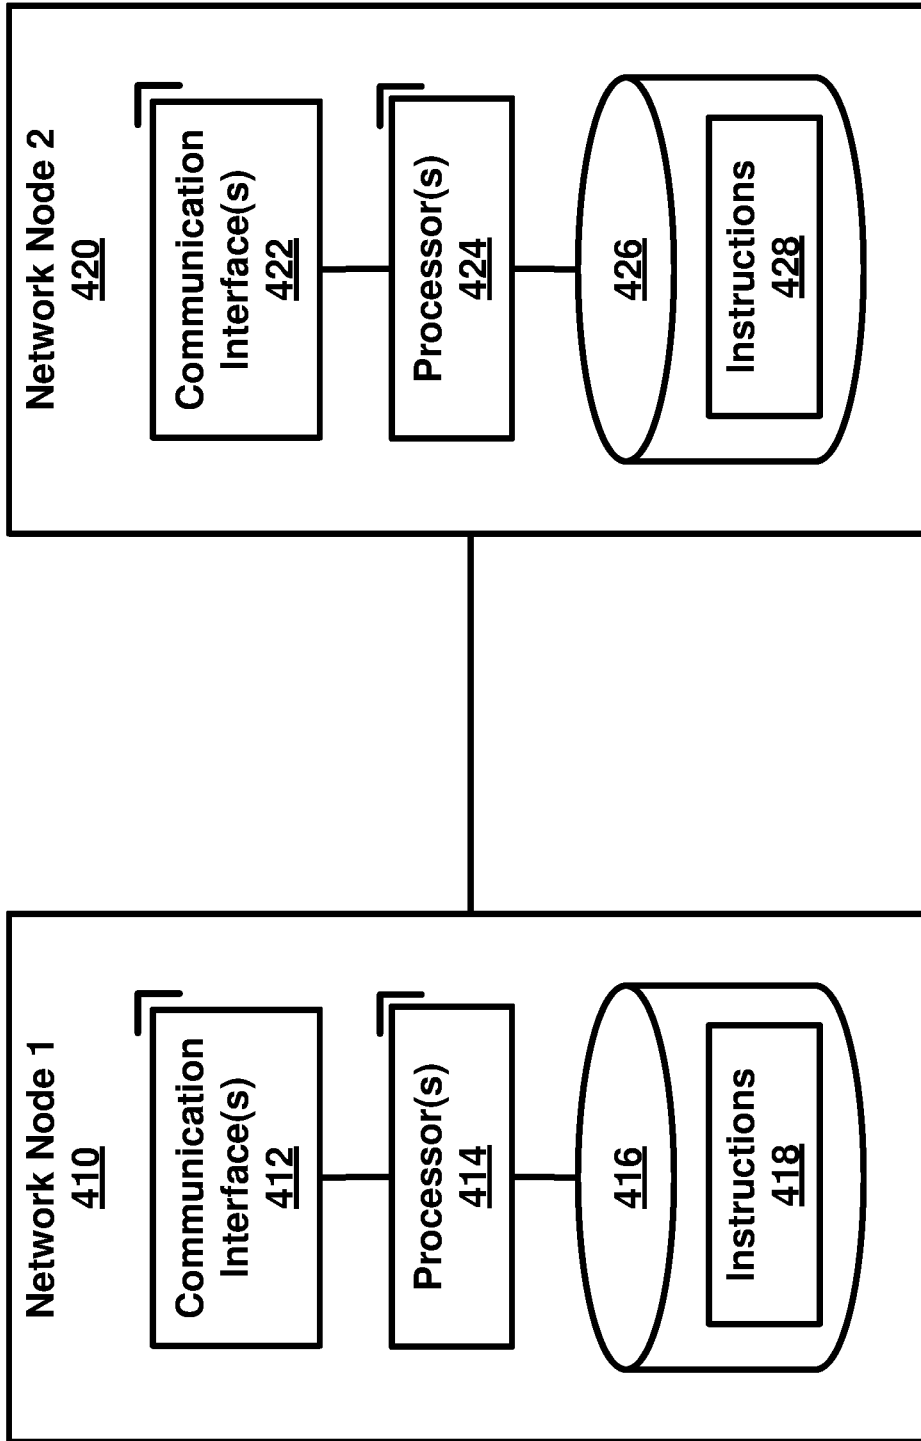 Network Node 1
410
Communication
Interface(s)
412
Processor(s)
414
416
Instructions
418
Network Node 2
420
Communication
Interface(s)
422
Processor(s)
424
426
Instructions
428